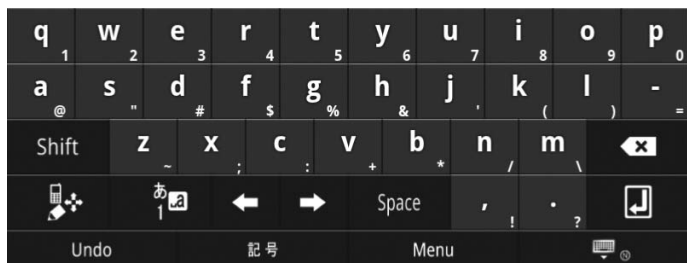 q 1 w 2 e 3 r 4 t 5 y 6 u 7 i 8 o 9 p 0
a @ s " d # f $ g % h & j ' k ( l ) - =
Shift z ~ x ; c : v + b * n / m \
あ 1 a Space , ! . ?
Undo 記号 Menu